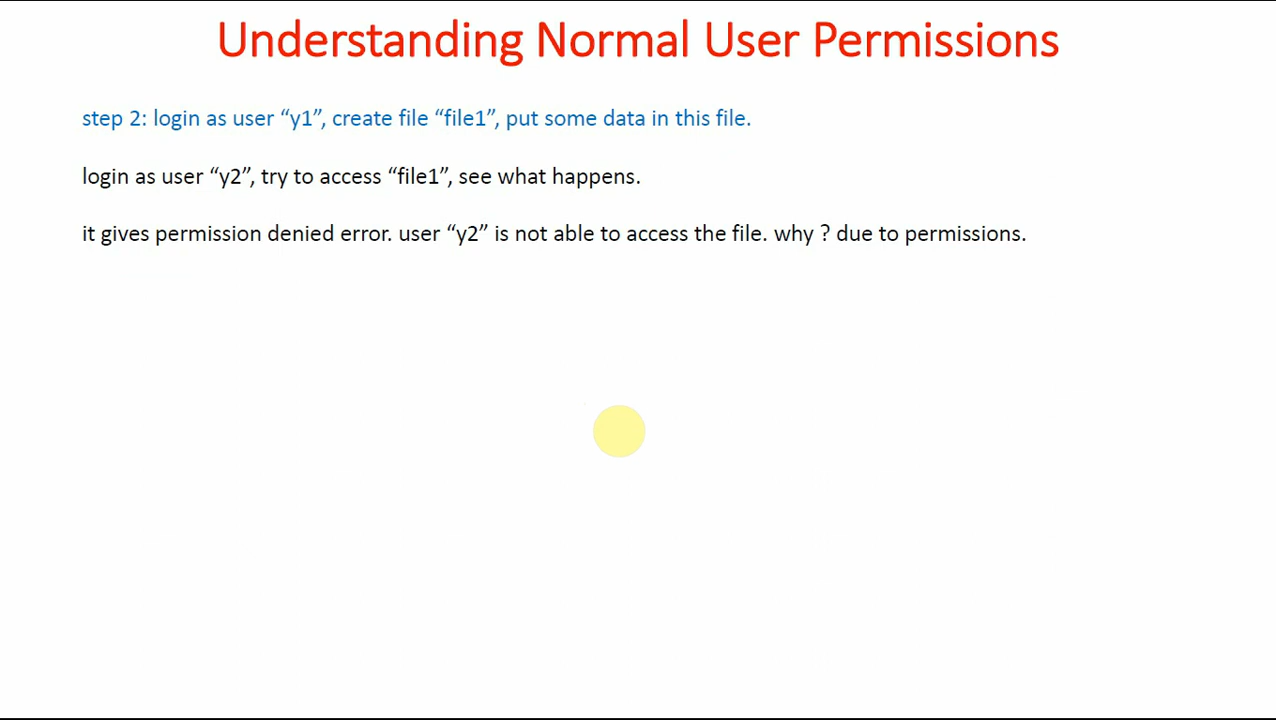 Understanding Normal User Permissions
step 2: login as user “y1”, create file “file1”, put some data in this file.
login as user “y2”, try to access “file1”, see what happens.
it gives permission denied error. user “y2” is not able to access the file. why ? due to permissions.